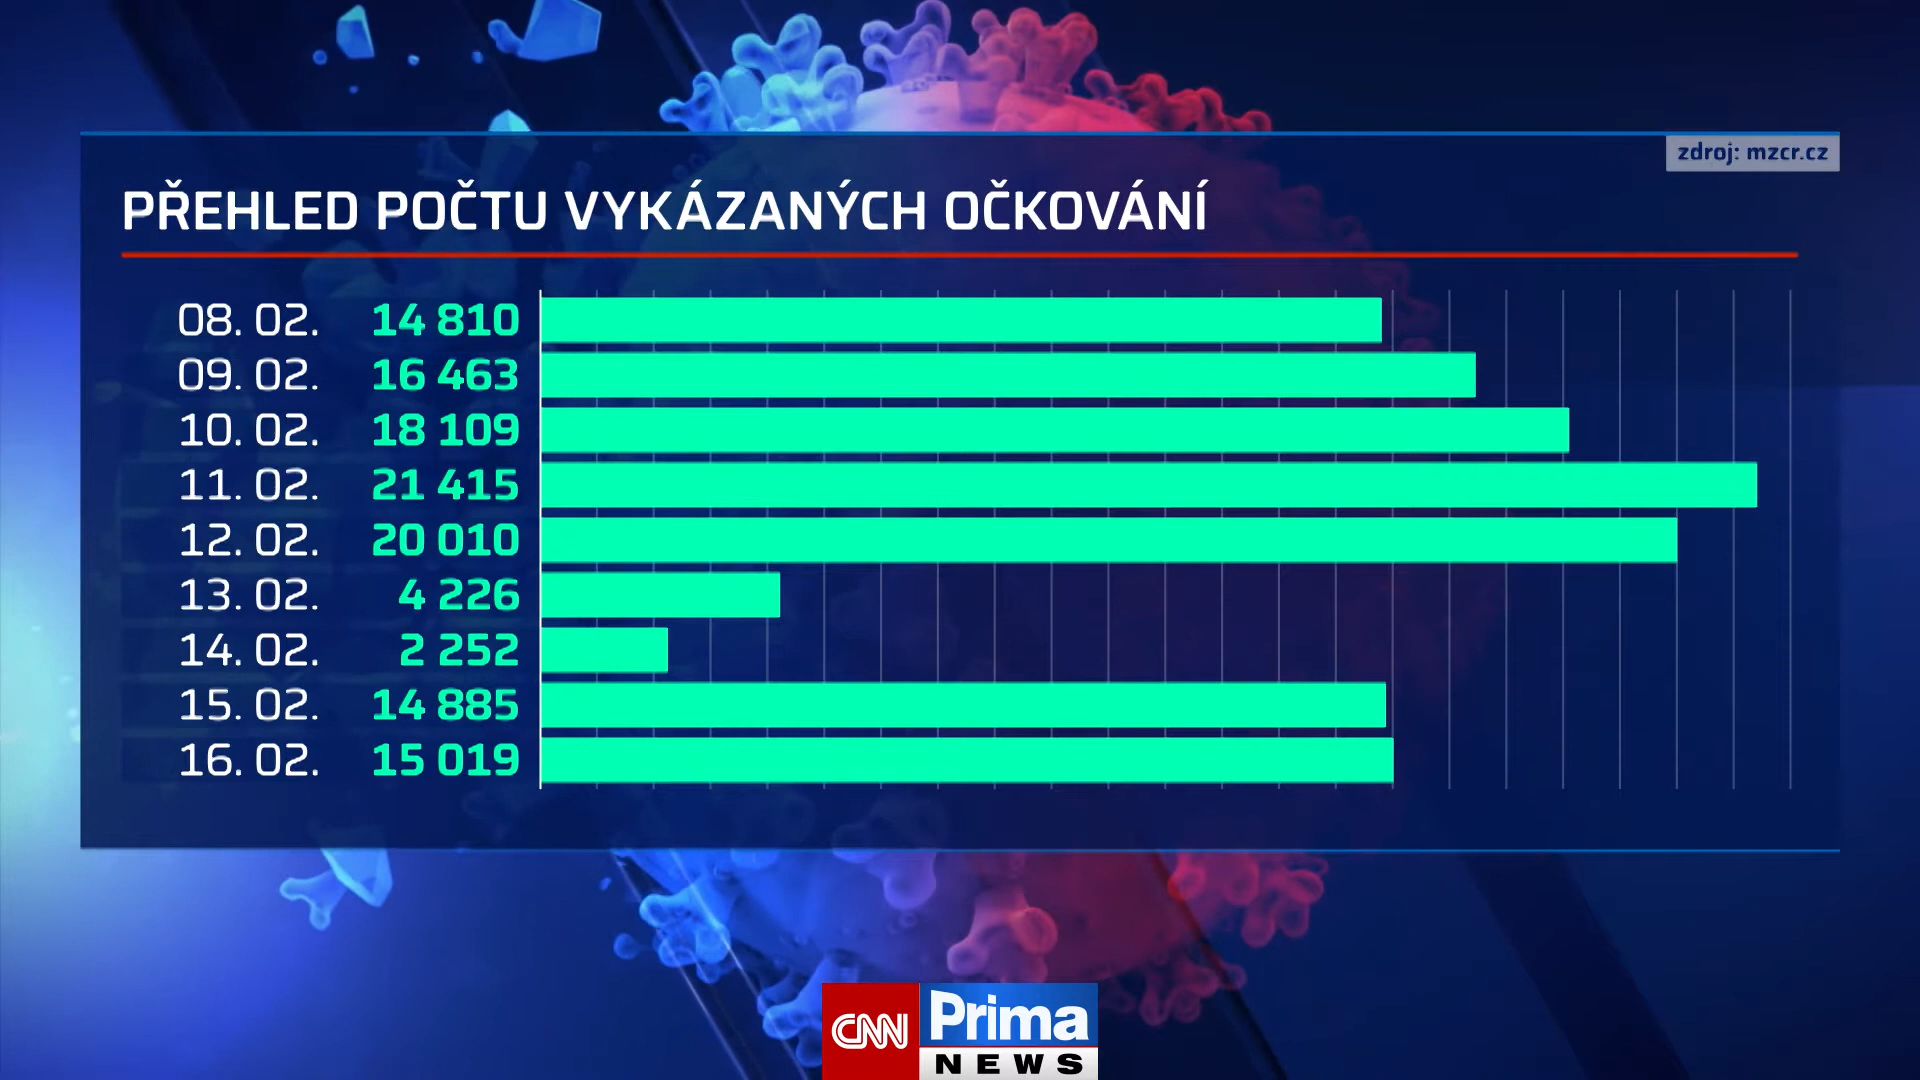 zdroj: mzcr.cz
PŘEHLED POČTU VYKÁZANÝCH OČKOVÁNÍ
08. 02. 14 810
09. 02. 16 463
10. 02. 18 109
11. 02. 21 415
12. 02. 20 010
13. 02. 4 226
14. 02. 2 252
15. 02. 14 885
16. 02. 15 019
CNN Prima
NEWS